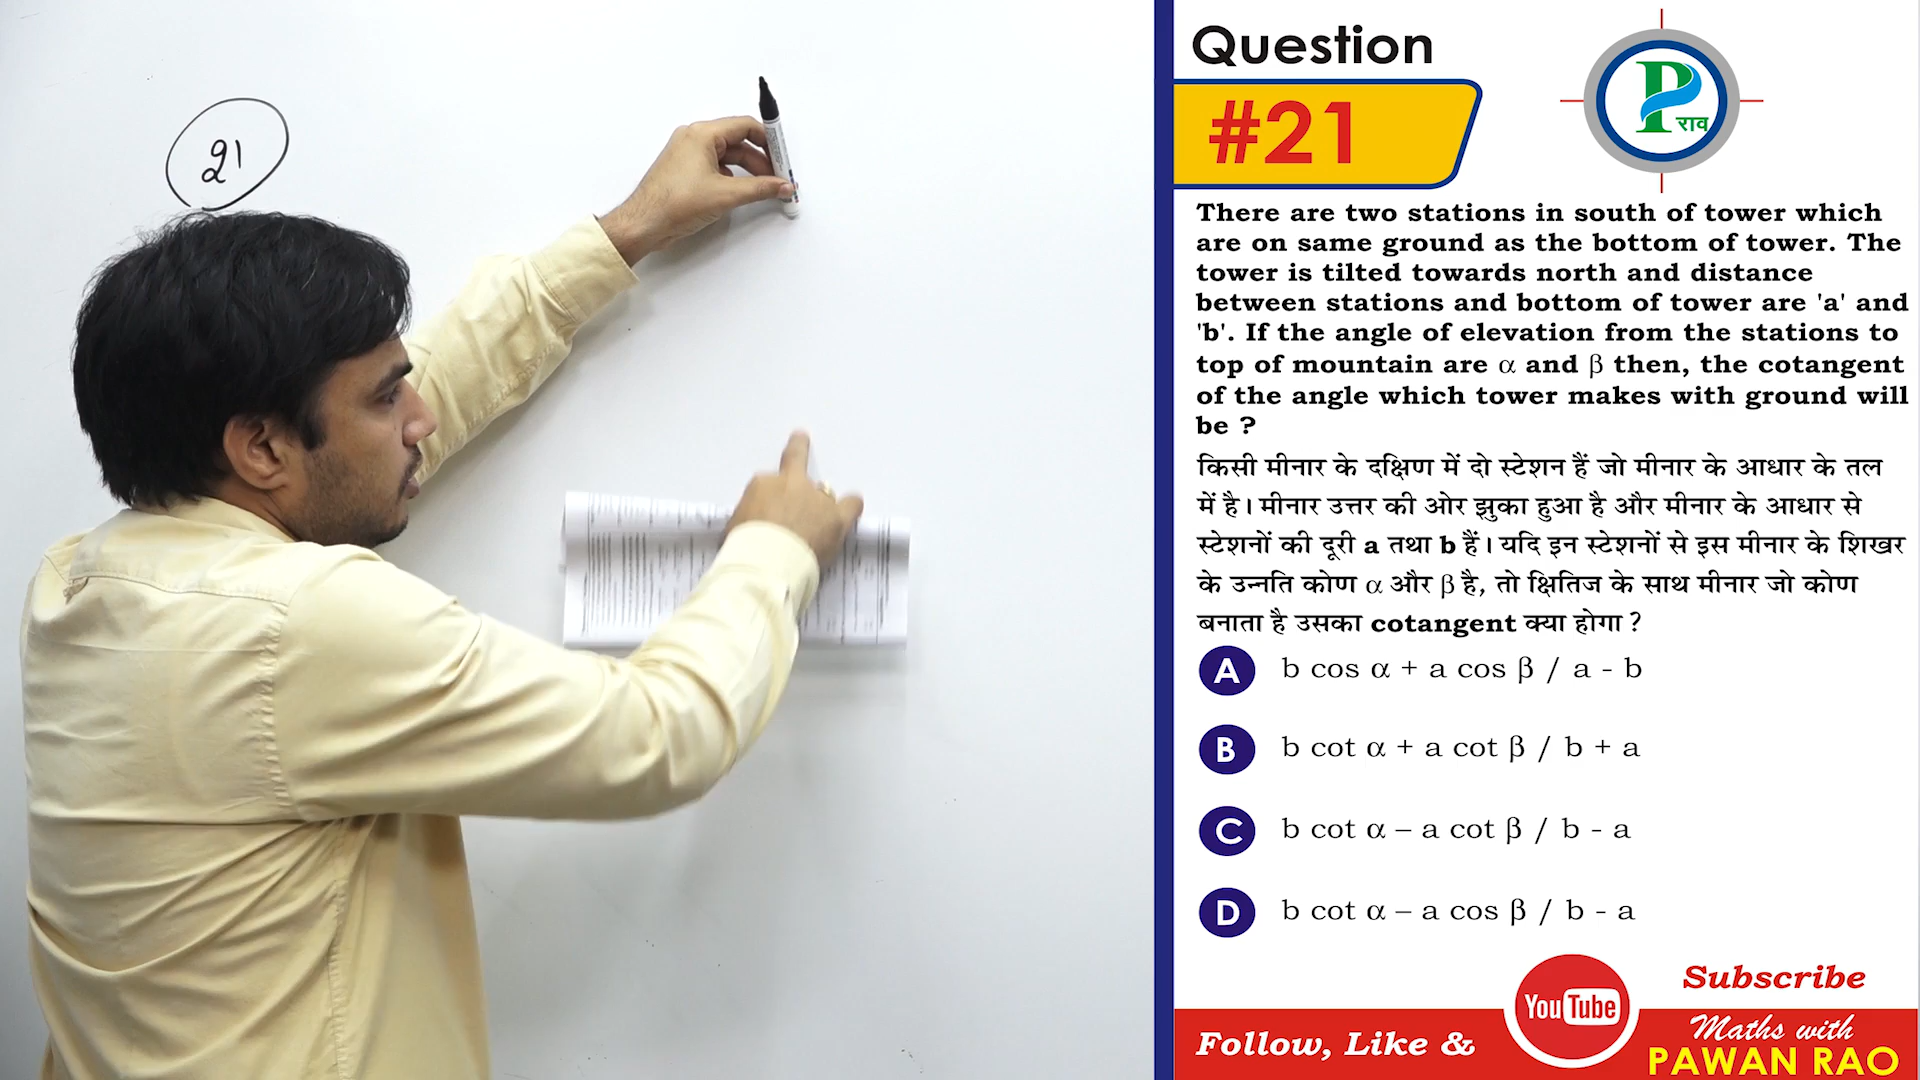 21
Question
#21
P
राव
There are two stations in south of tower which
are on same ground as the bottom of tower. The
tower is tilted towards north and distance
between stations and bottom of tower are 'a' and
'b'. If the angle of elevation from the stations to
top of mountain are α and β then, the cotangent
of the angle which tower makes with ground will
be ?
किसी मीनार के दक्षिण में दो स्टेशन हैं जो मीनार के आधार के तल
में है। मीनार उत्तर की ओर झुका हुआ है और मीनार के आधार से
स्टेशनों की दूरी a तथा b हैं। यदि इन स्टेशनों से इस मीनार के शिखर
के उन्नति कोण α और β है, तो क्षितिज के साथ मीनार जो कोण
बनाता है उसका cotangent क्या होगा ?
A b cos α + a cos β / a - b
B b cot α + a cot β / b + a
C b cot α – a cot β / b - a
D b cot α – a cos β / b - a
Subscribe
YouTube
Follow, Like &
Maths with
PAWAN RAO